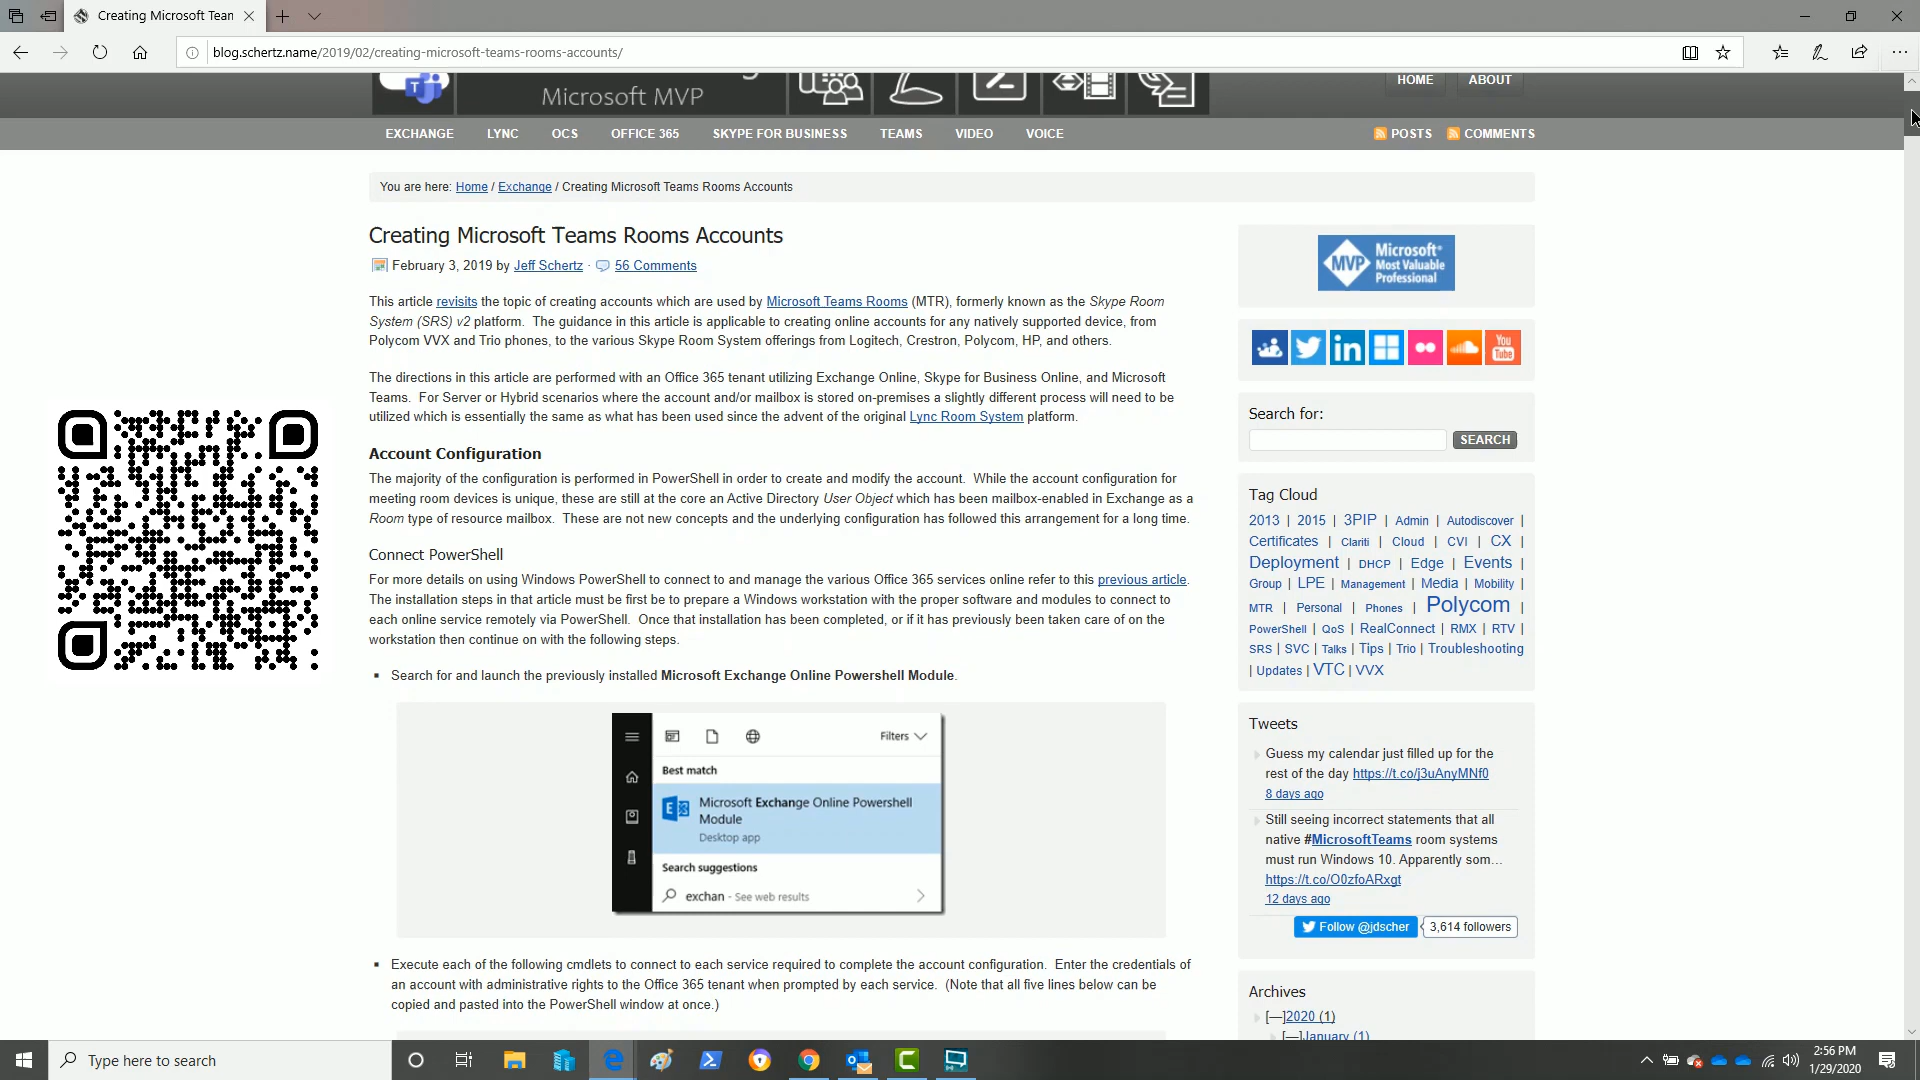 Creating Microsoft Tean
blog.schertz.name/2019/02/creating-microsoft-teams-rooms-accounts/
Microsoft MVP
HOME
ABOUT
EXCHANGE
LYNC
OCS
OFFICE 365
SKYPE FOR BUSINESS
TEAMS
VIDEO
VOICE
POSTS
COMMENTS
You are here: Home / Exchange / Creating Microsoft Teams Rooms Accounts
Creating Microsoft Teams Rooms Accounts
February 3, 2019 by Jeff Schertz · 56 Comments
This article revisits the topic of creating accounts which are used by Microsoft Teams Rooms (MTR), formerly known as the Skype Room
System (SRS) v2 platform. The guidance in this article is applicable to creating online accounts for any natively supported device, from
Polycom VVX and Trio phones, to the various Skype Room System offerings from Logitech, Crestron, Polycom, HP, and others.
The directions in this article are performed with an Office 365 tenant utilizing Exchange Online, Skype for Business Online, and Microsoft
Teams. For Server or Hybrid scenarios where the account and/or mailbox is stored on-premises a slightly different process will need to be
utilized which is essentially the same as what has been used since the advent of the original Lync Room System platform.
Account Configuration
The majority of the configuration is performed in PowerShell in order to create and modify the account. While the account configuration for
meeting room devices is unique, these are still at the core an Active Directory User Object which has been mailbox-enabled in Exchange as a
Room type of resource mailbox. These are not new concepts and the underlying configuration has followed this arrangement for a long time.
Connect PowerShell
For more details on using Windows PowerShell to connect to and manage the various Office 365 services online refer to this previous article.
The installation steps in that article must be first be to prepare a Windows workstation with the proper software and modules to connect to
each online service remotely via PowerShell. Once that installation has been completed, or if it has previously been taken care of on the
workstation then continue on with the following steps.
▪ Search for and launch the previously installed Microsoft Exchange Online Powershell Module.
Filters
Best match
Microsoft Exchange Online Powershell
Module
Desktop app
Search suggestions
exchan - See web results
▪ Execute each of the following cmdlets to connect to each service required to complete the account configuration. Enter the credentials of
an account with administrative rights to the Office 365 tenant when prompted by each service. (Note that all five lines below can be
copied and pasted into the PowerShell window at once.)
MVP
Microsoft®
Most Valuable
Professional
You
Tube
Search for:
SEARCH
Tag Cloud
2013 | 2015 | 3PIP | Admin | Autodiscover |
Certificates | Clariti | Cloud | CVI | CX |
Deployment | DHCP | Edge | Events |
Group | LPE | Management | Media | Mobility |
MTR | Personal | Phones | Polycom |
PowerShell | QoS | RealConnect | RMX | RTV |
SRS | SVC | Talks | Tips | Trio | Troubleshooting
| Updates | VTC | VVX
Tweets
Guess my calendar just filled up for the
rest of the day https://t.co/j3uAnyMNf0
8 days ago
Still seeing incorrect statements that all
native #MicrosoftTeams room systems
must run Windows 10. Apparently som…
https://t.co/O0zfoARxgt
12 days ago
Follow @jdscher
3,614 followers
Archives
[—]2020 (1)
[—]January (1)
Type here to search
2:56 PM
1/29/2020